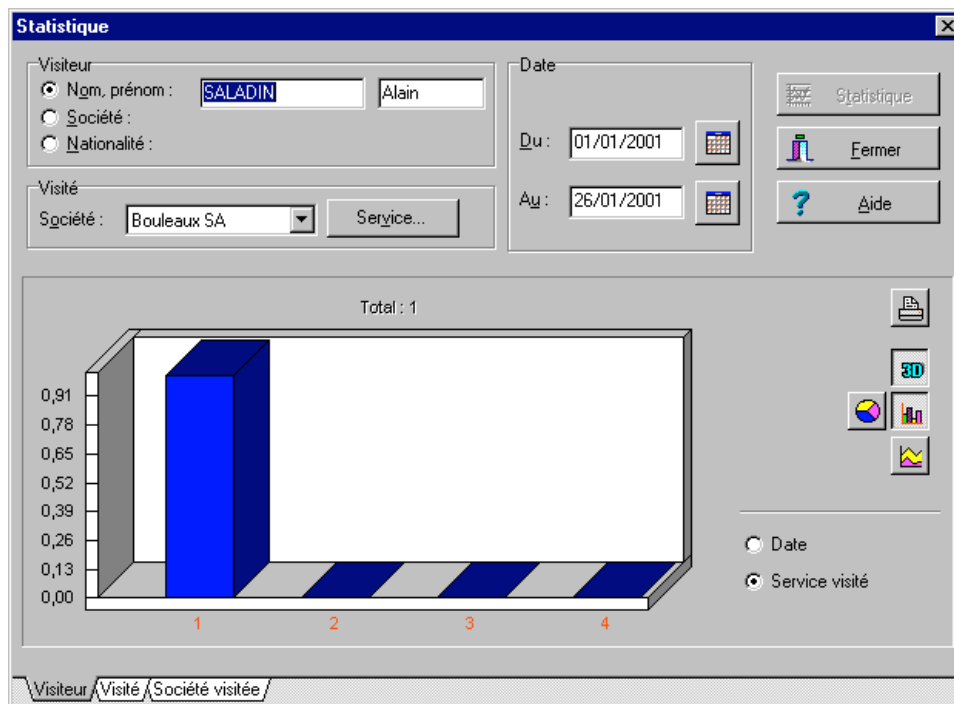 Statistique
Visiteur
Nom, prénom :
SALADIN
Alain
Société :
Nationalité :
Visité
Société :
Bouleaux SA
Service...
Date
Du :
01/01/2001
Au :
26/01/2001
Statistique
Fermer
Aide
Total : 1
0,91
0,78
0,65
0,52
0,39
0,26
0,13
0,00
1
2
3
4
3D
Date
Service visité
Visiteur
Visité
Société visitée